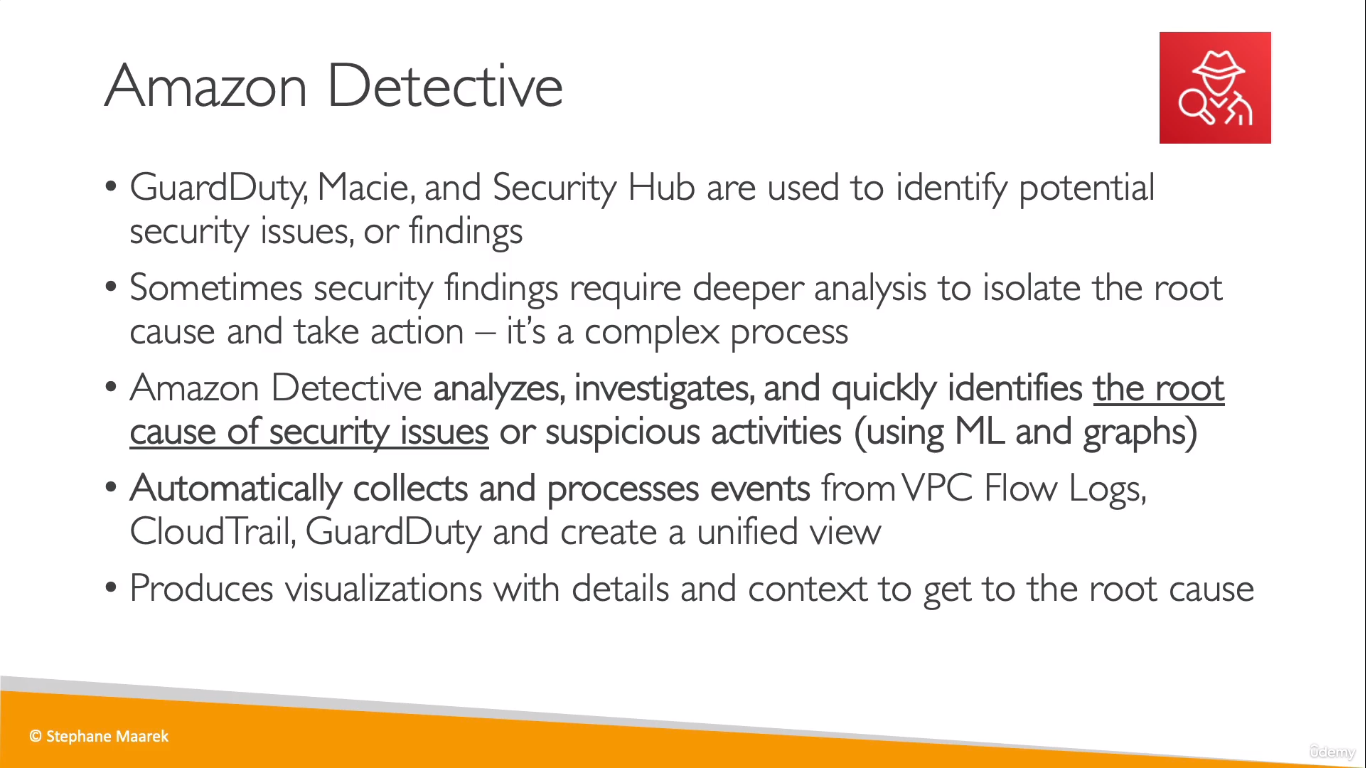 Amazon Detective
• GuardDuty, Macie, and Security Hub are used to identify potential
security issues, or findings
• Sometimes security findings require deeper analysis to isolate the root
cause and take action – it’s a complex process
• Amazon Detective analyzes, investigates, and quickly identifies the root
cause of security issues or suspicious activities (using ML and graphs)
• Automatically collects and processes events from VPC Flow Logs,
CloudTrail, GuardDuty and create a unified view
• Produces visualizations with details and context to get to the root cause
© Stephane Maarek
ûdemy